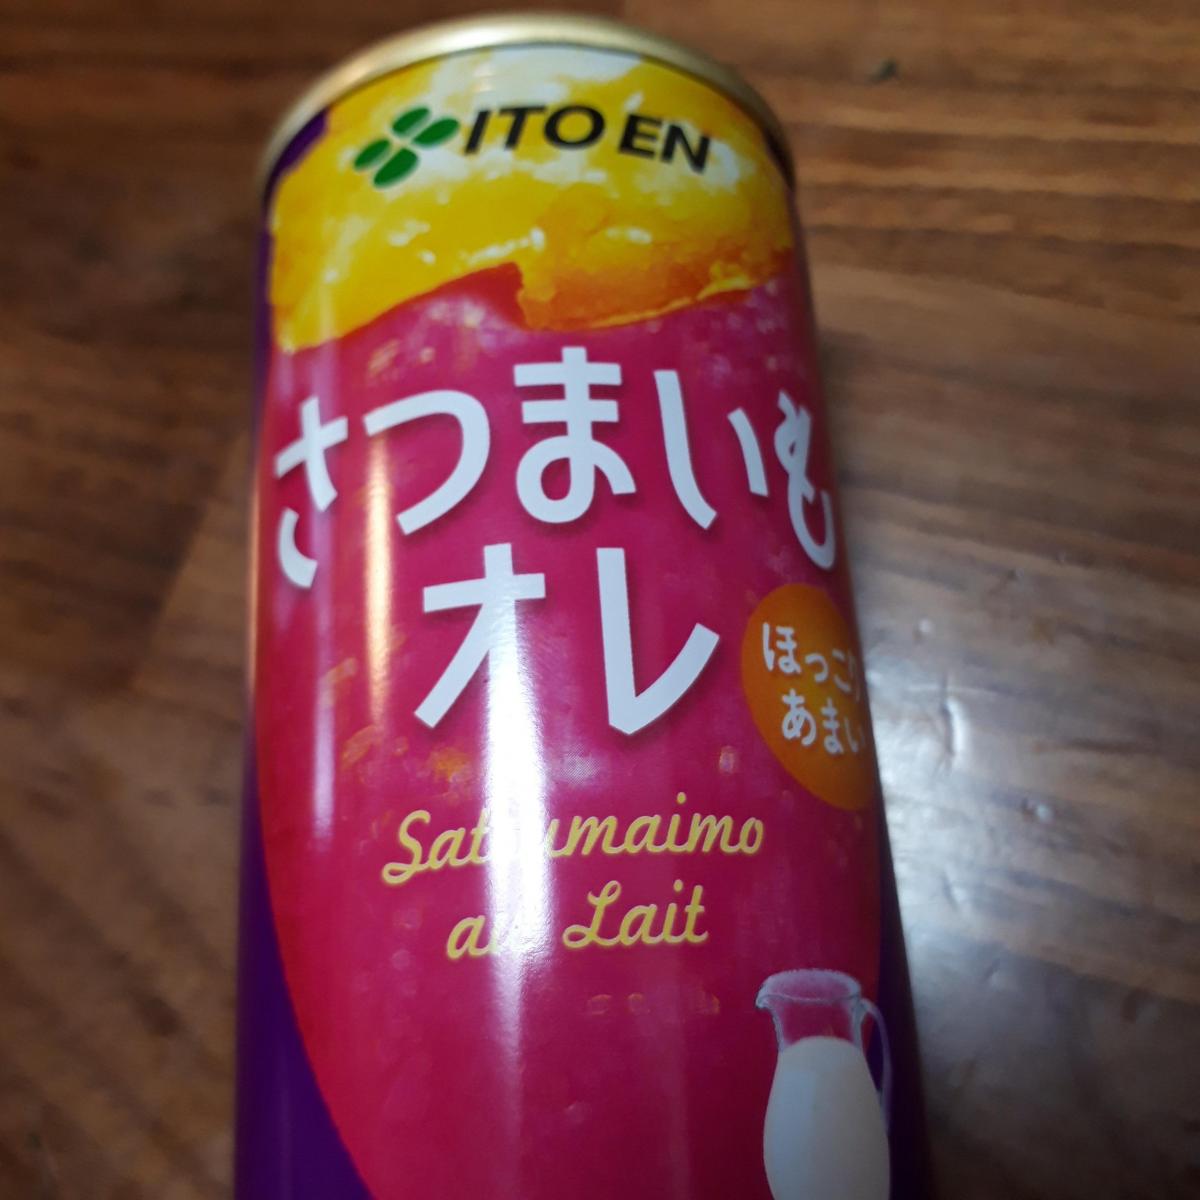 ITO EN
さつまいも
オレ
ほっこり
あまい
Satsumaimo
au Lait